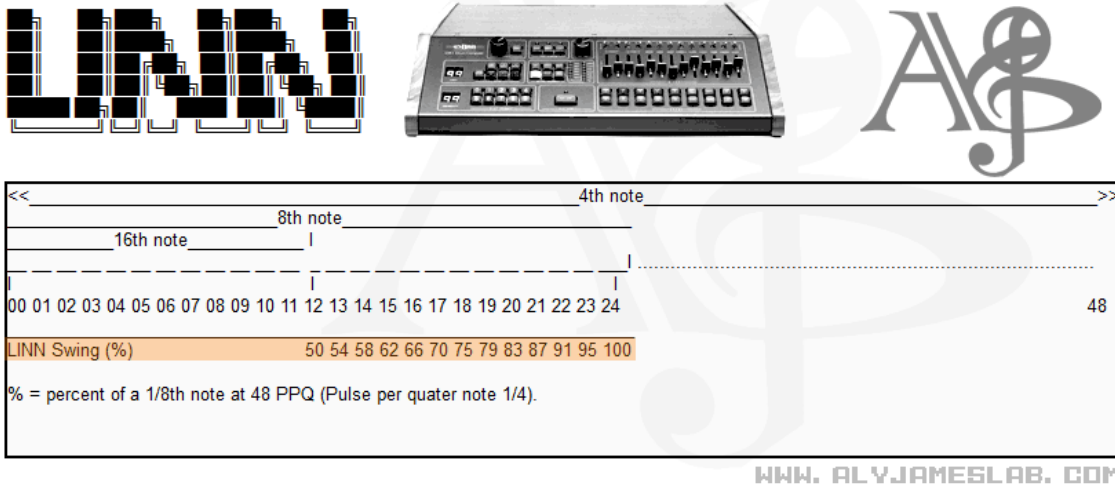 LINN
<<4th note>>
8th note
16th note
00 01 02 03 04 05 06 07 08 09 10 11 12 13 14 15 16 17 18 19 20 21 22 23 24 48
LINN Swing (%) 50 54 58 62 66 70 75 79 83 87 91 95 100
% = percent of a 1/8th note at 48 PPQ (Pulse per quater note 1/4).
WWW. ALYJAMESLAB. COM